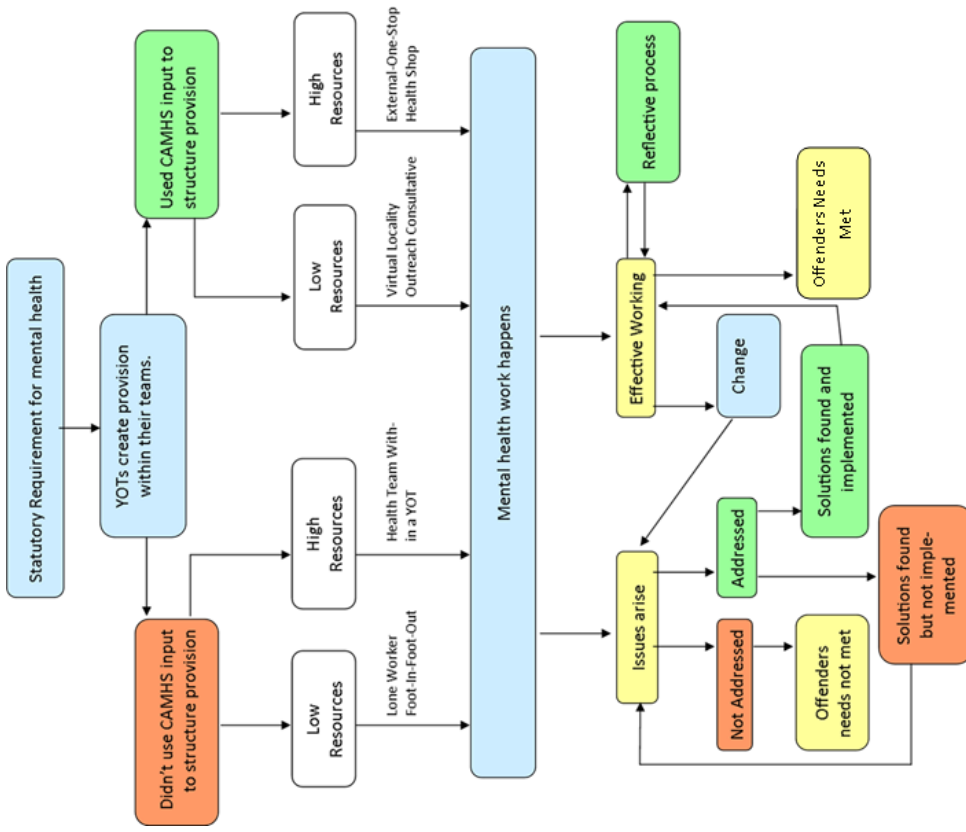 Statutory Requirement for mental health
YOTs create provision
within their teams.
Didn't use CAMHS input
to structure provision
Used CAMHS input to
structure provision
Low
Resources
High
Resources
Low
Resources
High
Resources
Lone Worker
Foot-In-Foot-Out
Health Team With-
in a YOT
Virtual Locality
Outreach Consultative
External-One-Stop
Health Shop
Mental health work happens
Issues arise
Effective Working
Reflective process
Not Addressed
Addressed
Change
Offenders
needs not met
Solutions found and
implemented
Offenders Needs
Met
Solutions found
but not imple-
mented